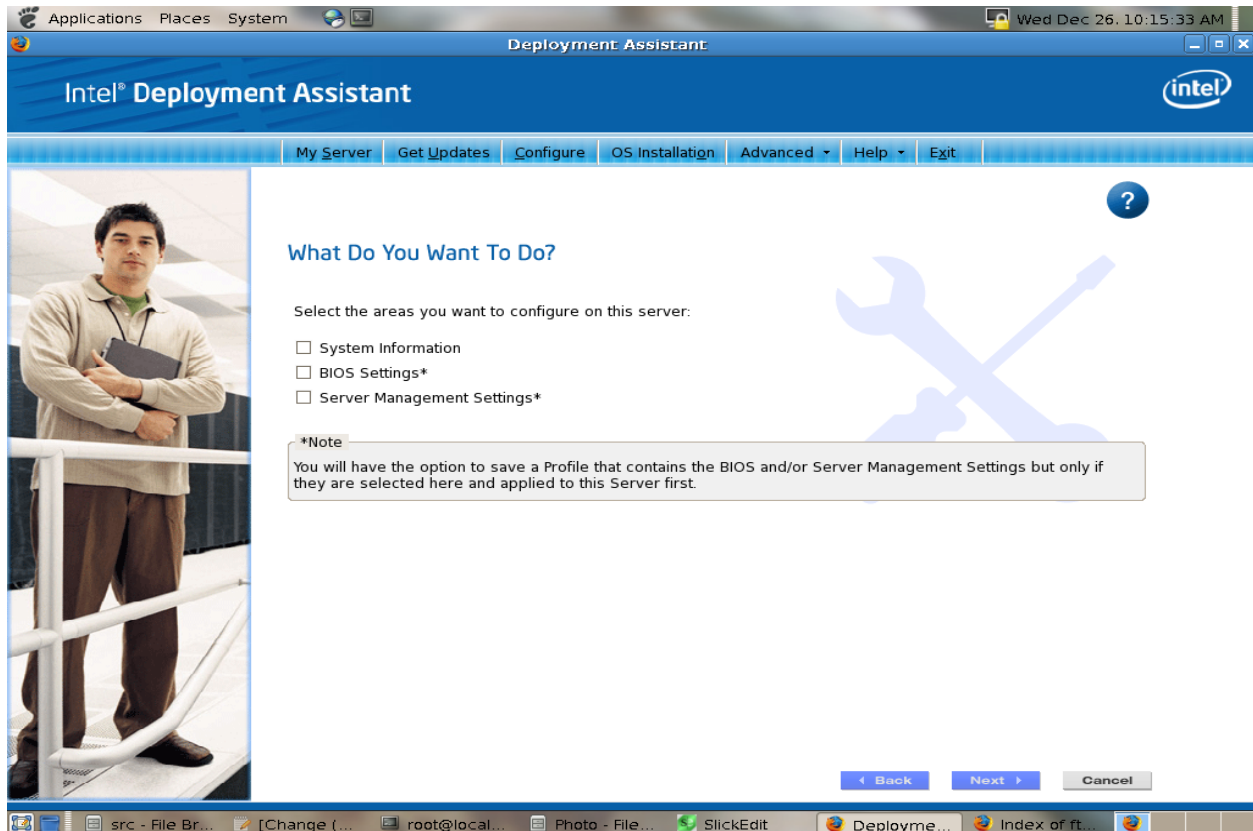 Applications Places System Wed Dec 26, 10:15:33 AM
Deployment Assistant
Intel® Deployment Assistant
intel
My Server Get Updates Configure OS Installation Advanced Help Exit
?
What Do You Want To Do?
Select the areas you want to configure on this server:
System Information
BIOS Settings*
Server Management Settings*
*Note
You will have the option to save a Profile that contains the BIOS and/or Server Management Settings but only if
they are selected here and applied to this Server first.
Back Next Cancel
src - File Br... [Change (... root@local... Photo - File... SlickEdit Deployme... Index of ft...